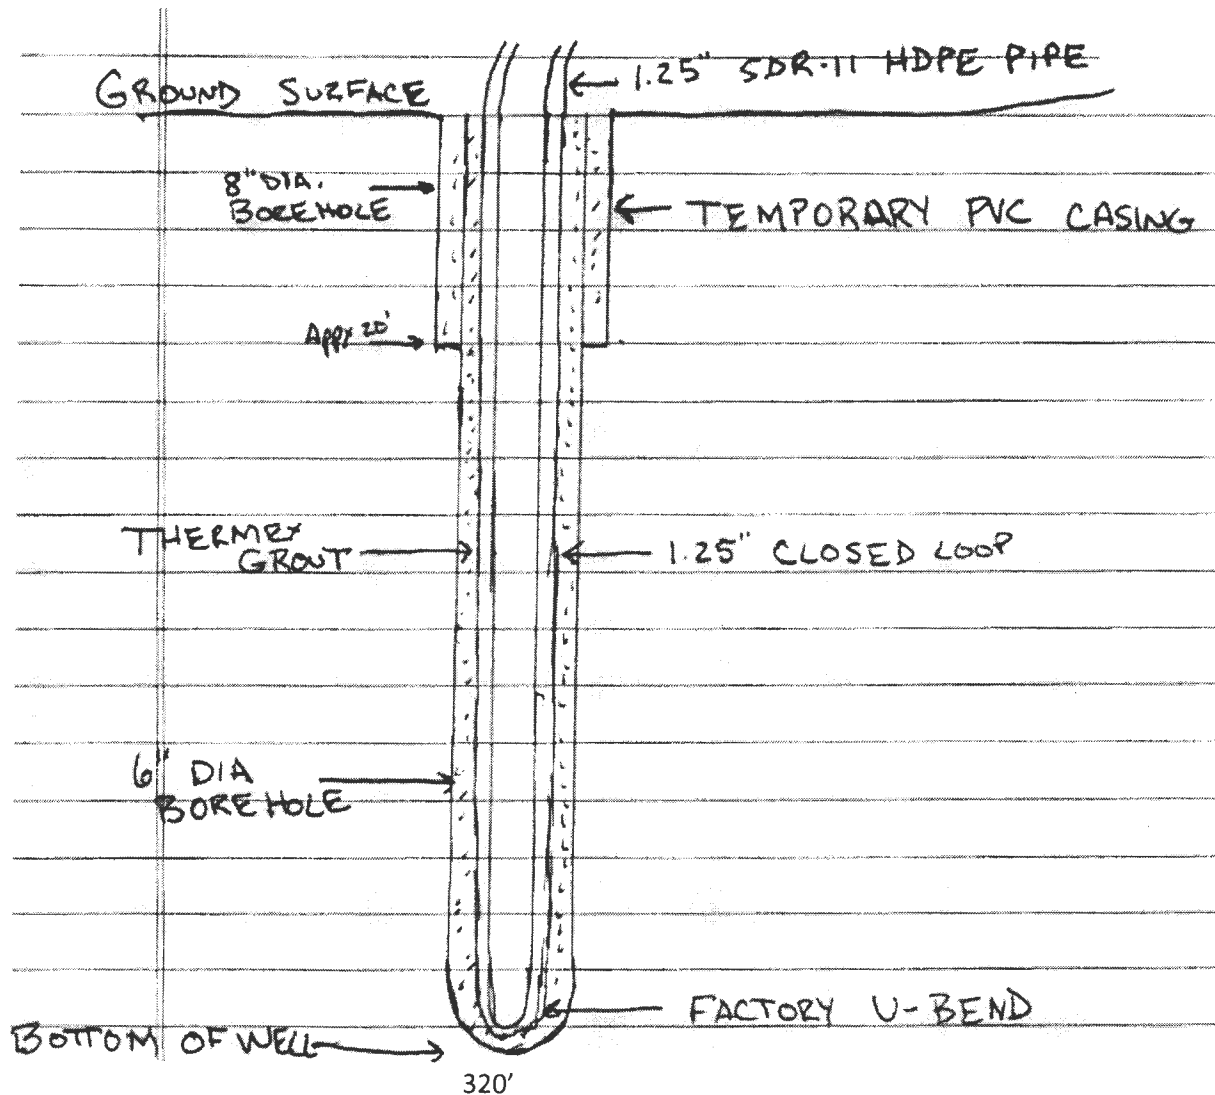 1.25" SDR-11 HDPE PIPE
GROUND SURFACE
8" DIA.
BOREHOLE
TEMPORARY PVC CASING
Appx 20'
THERMEX
GROUT
1.25" CLOSED LOOP
6" DIA
BOREHOLE
FACTORY U-BEND
BOTTOM OF WELL
320'